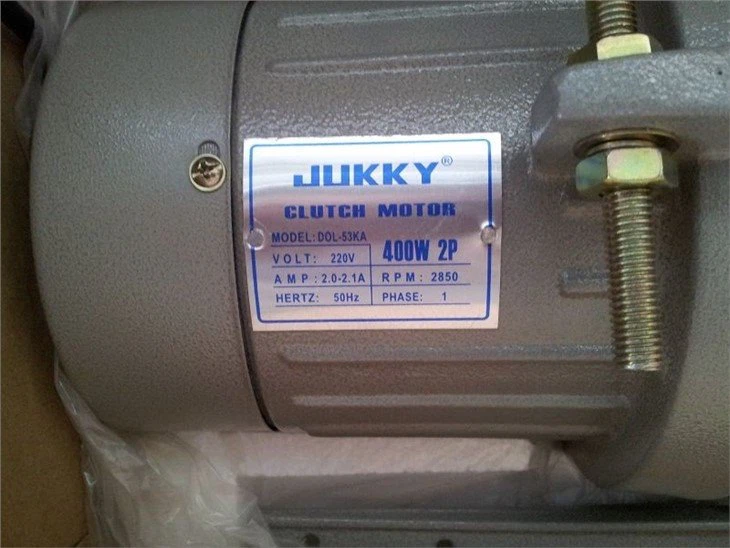 JUKKY®
CLUTCH MOTOR
MODEL: DOL-53KA
400W 2P
VOLT: 220V
AMP: 2.0-2.1A RPM: 2850
HERTZ: 50Hz PHASE: 1